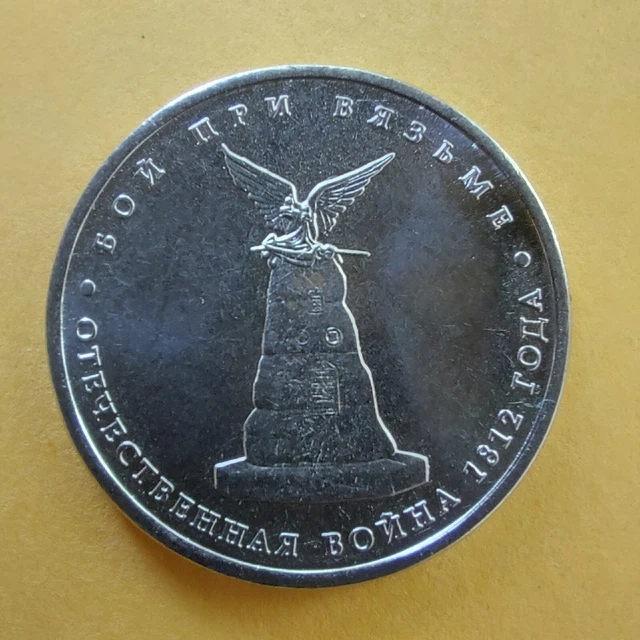 БОЙ ПРИ ВЯЗЬМЕ
ОТЕЧЕСТВЕННАЯ ВОЙНА 1812 ГОДА